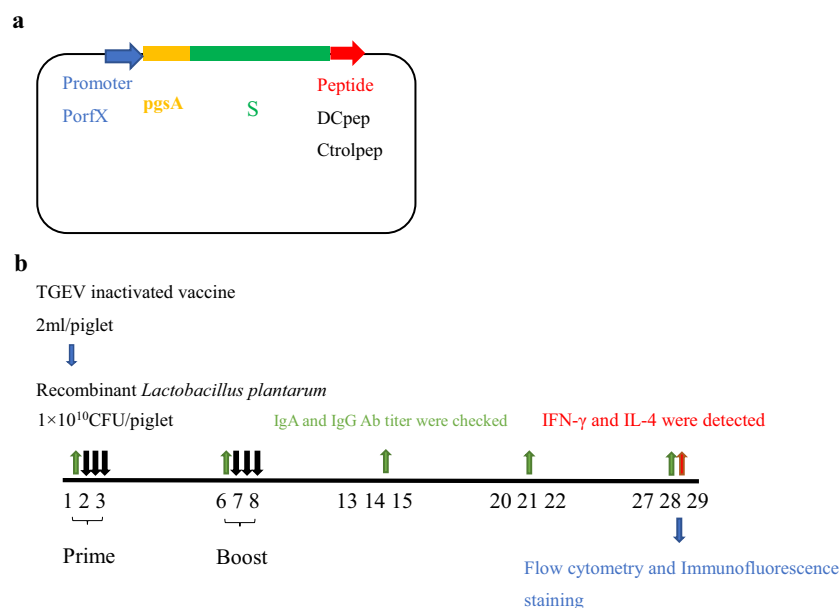 a
Promoter
PorfX
pgsA
S
Peptide
DCpep
Ctrolpep
b
TGEV inactivated vaccine
2ml/piglet
Recombinant Lactobacillus plantarum
1×10¹⁰CFU/piglet
IgA and IgG Ab titer were checked
IFN-γ and IL-4 were detected
1 2 3 6 7 8 13 14 15 20 21 22 27 28 29
Prime Boost
Flow cytometry and Immunofluorescence
staining